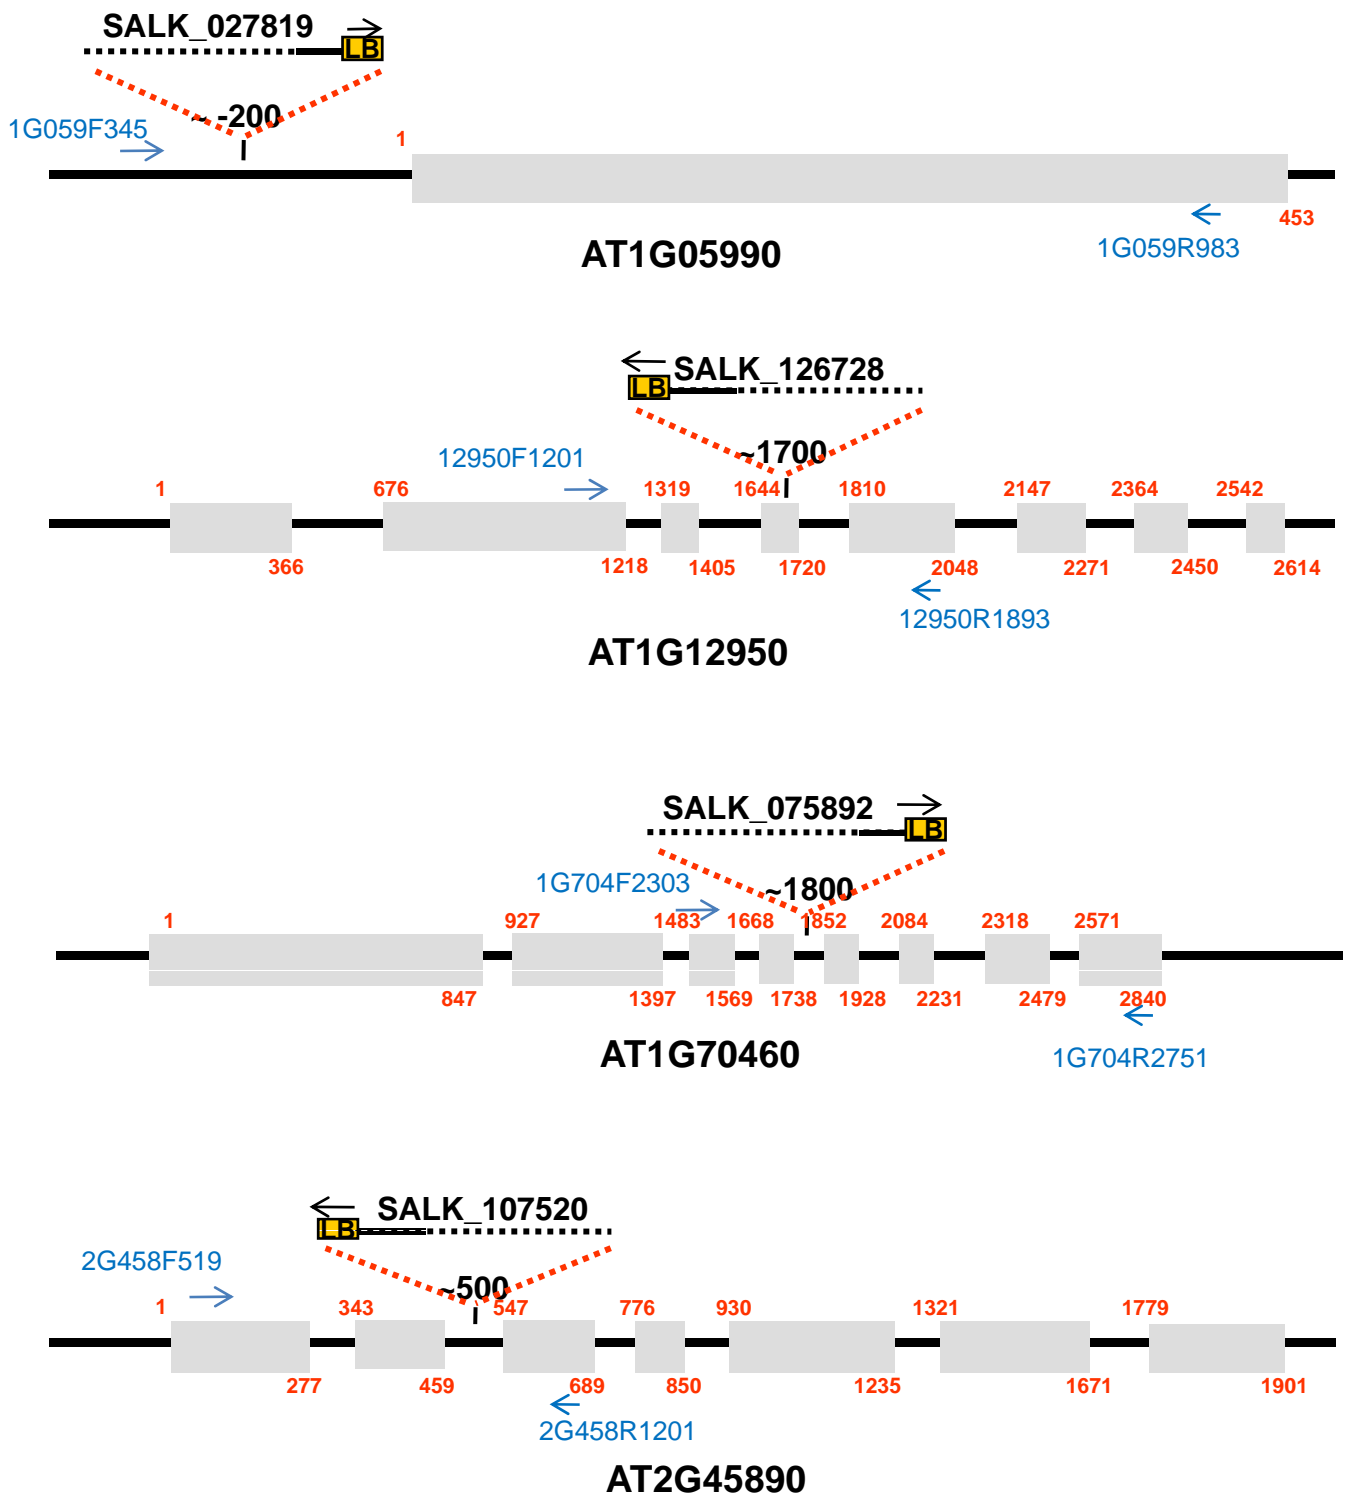 SALK_027819
LB
~ -200
1G059F345
1
453
1G059R983
AT1G05990
SALK_126728
LB
~1700
12950F1201
1 676 1319 1644 1810 2147 2364 2542
366 1218 1405 1720 2048 2271 2450 2614
12950R1893
AT1G12950
SALK_075892
LB
1G704F2303
~1800
1 927 1483 1668 1852 2084 2318 2571
847 1397 1569 1738 1928 2231 2479 2840
1G704R2751
AT1G70460
SALK_107520
LB
2G458F519
~500
1 343 547 776 930 1321 1779
277 459 689 850 1235 1671 1901
2G458R1201
AT2G45890